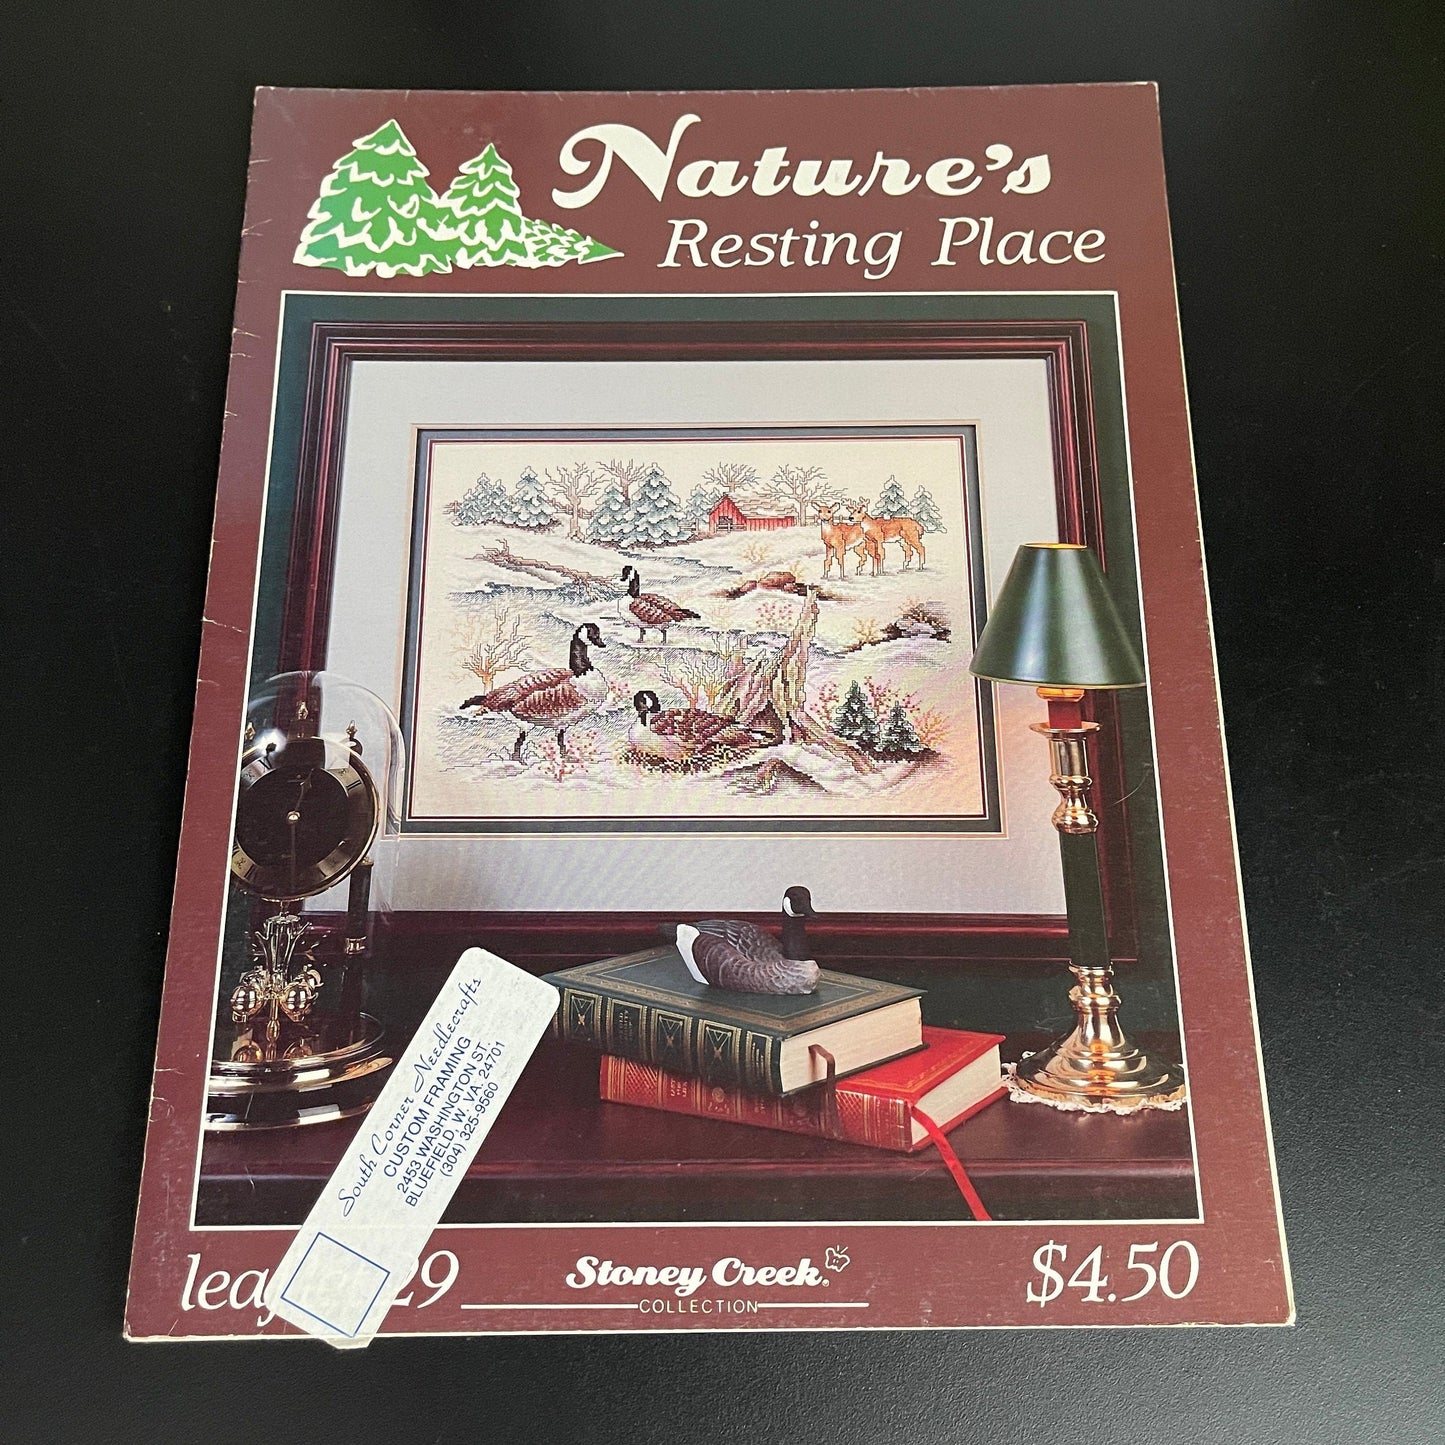 Nature's
Resting Place
South Corner Needlecrafts
CUSTOM FRAMING
2453 WASHINGTON ST.
BLUEFIELD, W. VA. 24701
(304) 325-9560
29
Stoney Creek®
COLLECTION
$4.50